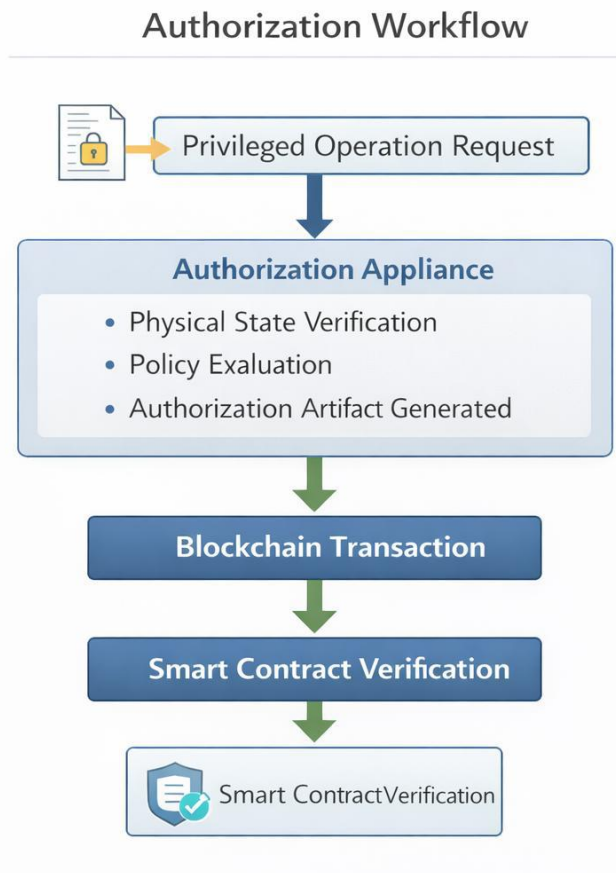 Authorization Workflow
Privileged Operation Request
Authorization Appliance
• Physical State Verification
• Policy Evaluation
• Authorization Artifact Generated
Blockchain Transaction
Smart Contract Verification
Smart ContractVerification